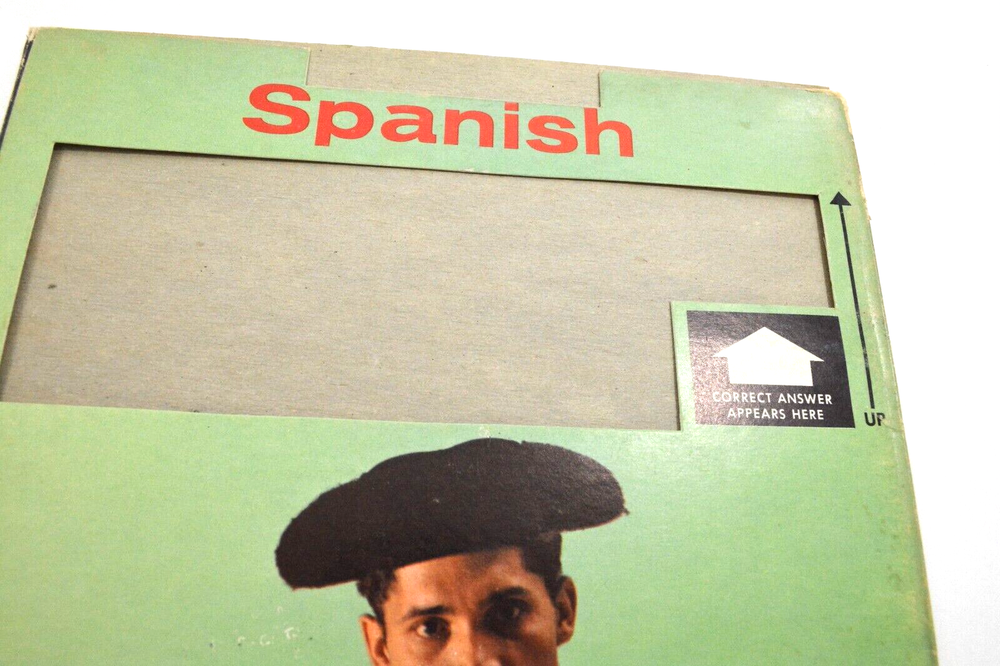 Spanish
CORRECT ANSWER
APPEARS HERE
UP